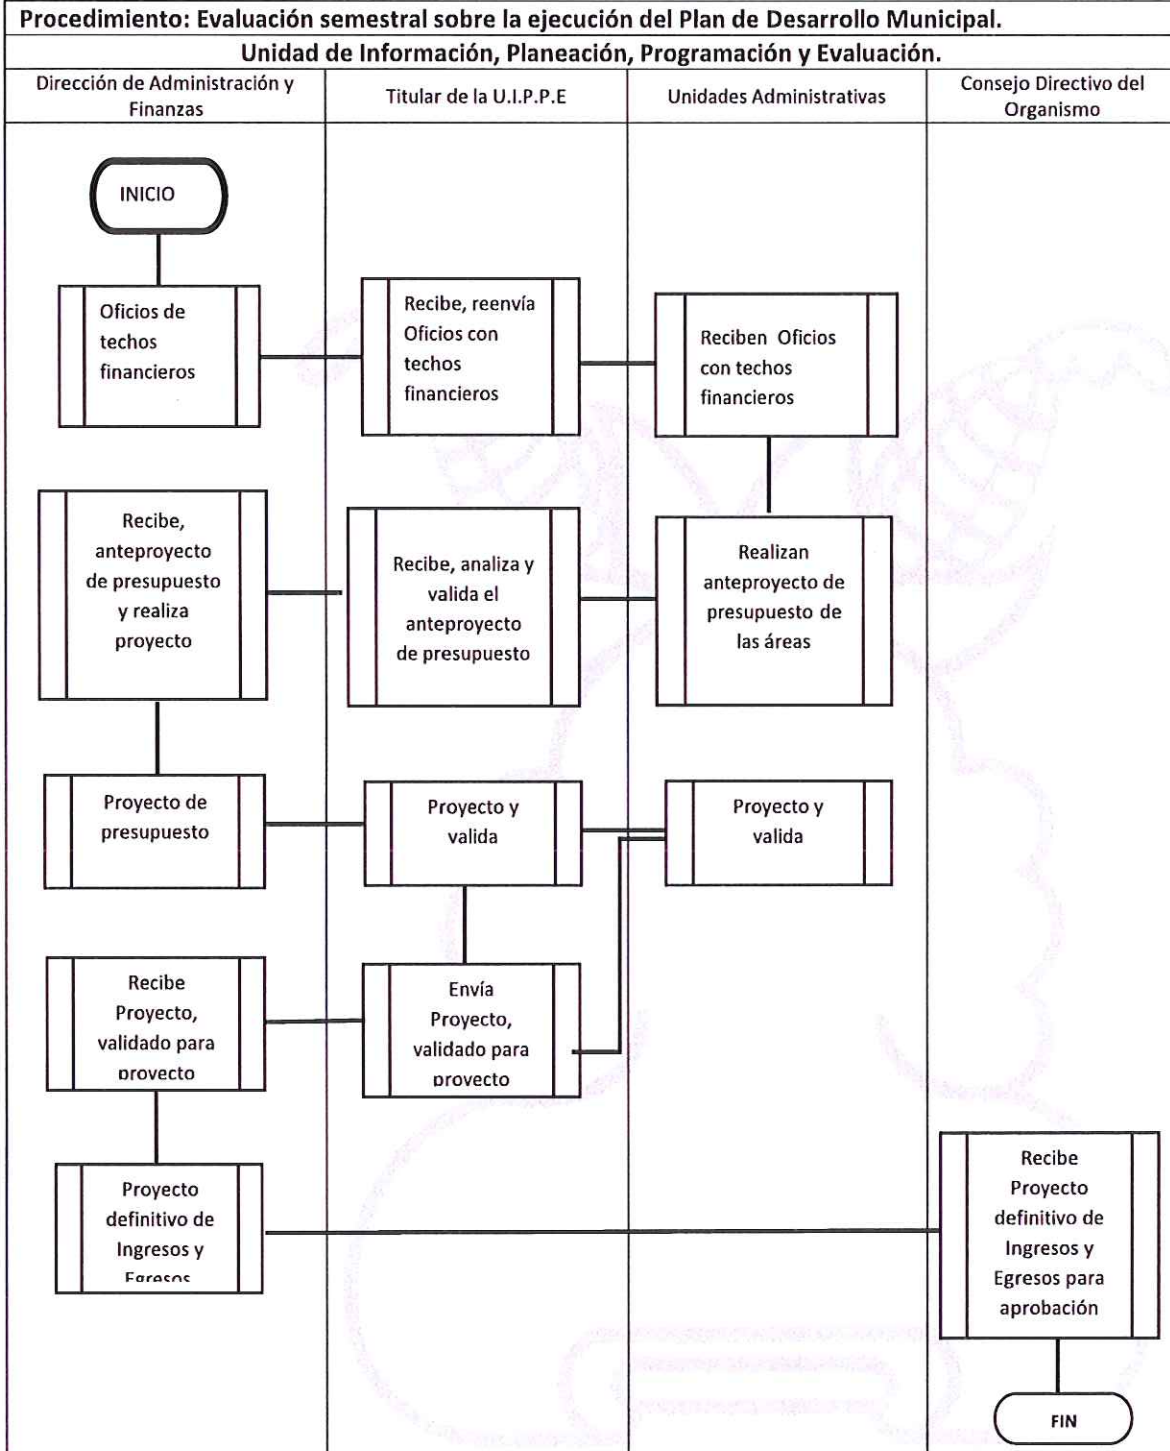 Procedimiento: Evaluación semestral sobre la ejecución del Plan de Desarrollo Municipal.
Unidad de Información, Planeación, Programación y Evaluación.
Dirección de Administración y
Finanzas
Titular de la U.I.P.P.E
Unidades Administrativas
Consejo Directivo del
Organismo
INICIO
Oficios de
techos
financieros
Recibe, reenvía
Oficios con
techos
financieros
Reciben Oficios
con techos
financieros
Recibe,
anteproyecto
de presupuesto
y realiza
proyecto
Recibe, analiza y
valida el
anteproyecto
de presupuesto
Realizan
anteproyecto de
presupuesto de
las áreas
Proyecto de
presupuesto
Proyecto y
valida
Proyecto y
valida
Recibe
Proyecto,
validado para
proyecto
Envía
Proyecto,
validado para
proyecto
Proyecto
definitivo de
Ingresos y
Egresos
Recibe
Proyecto
definitivo de
Ingresos y
Egresos para
aprobación
FIN